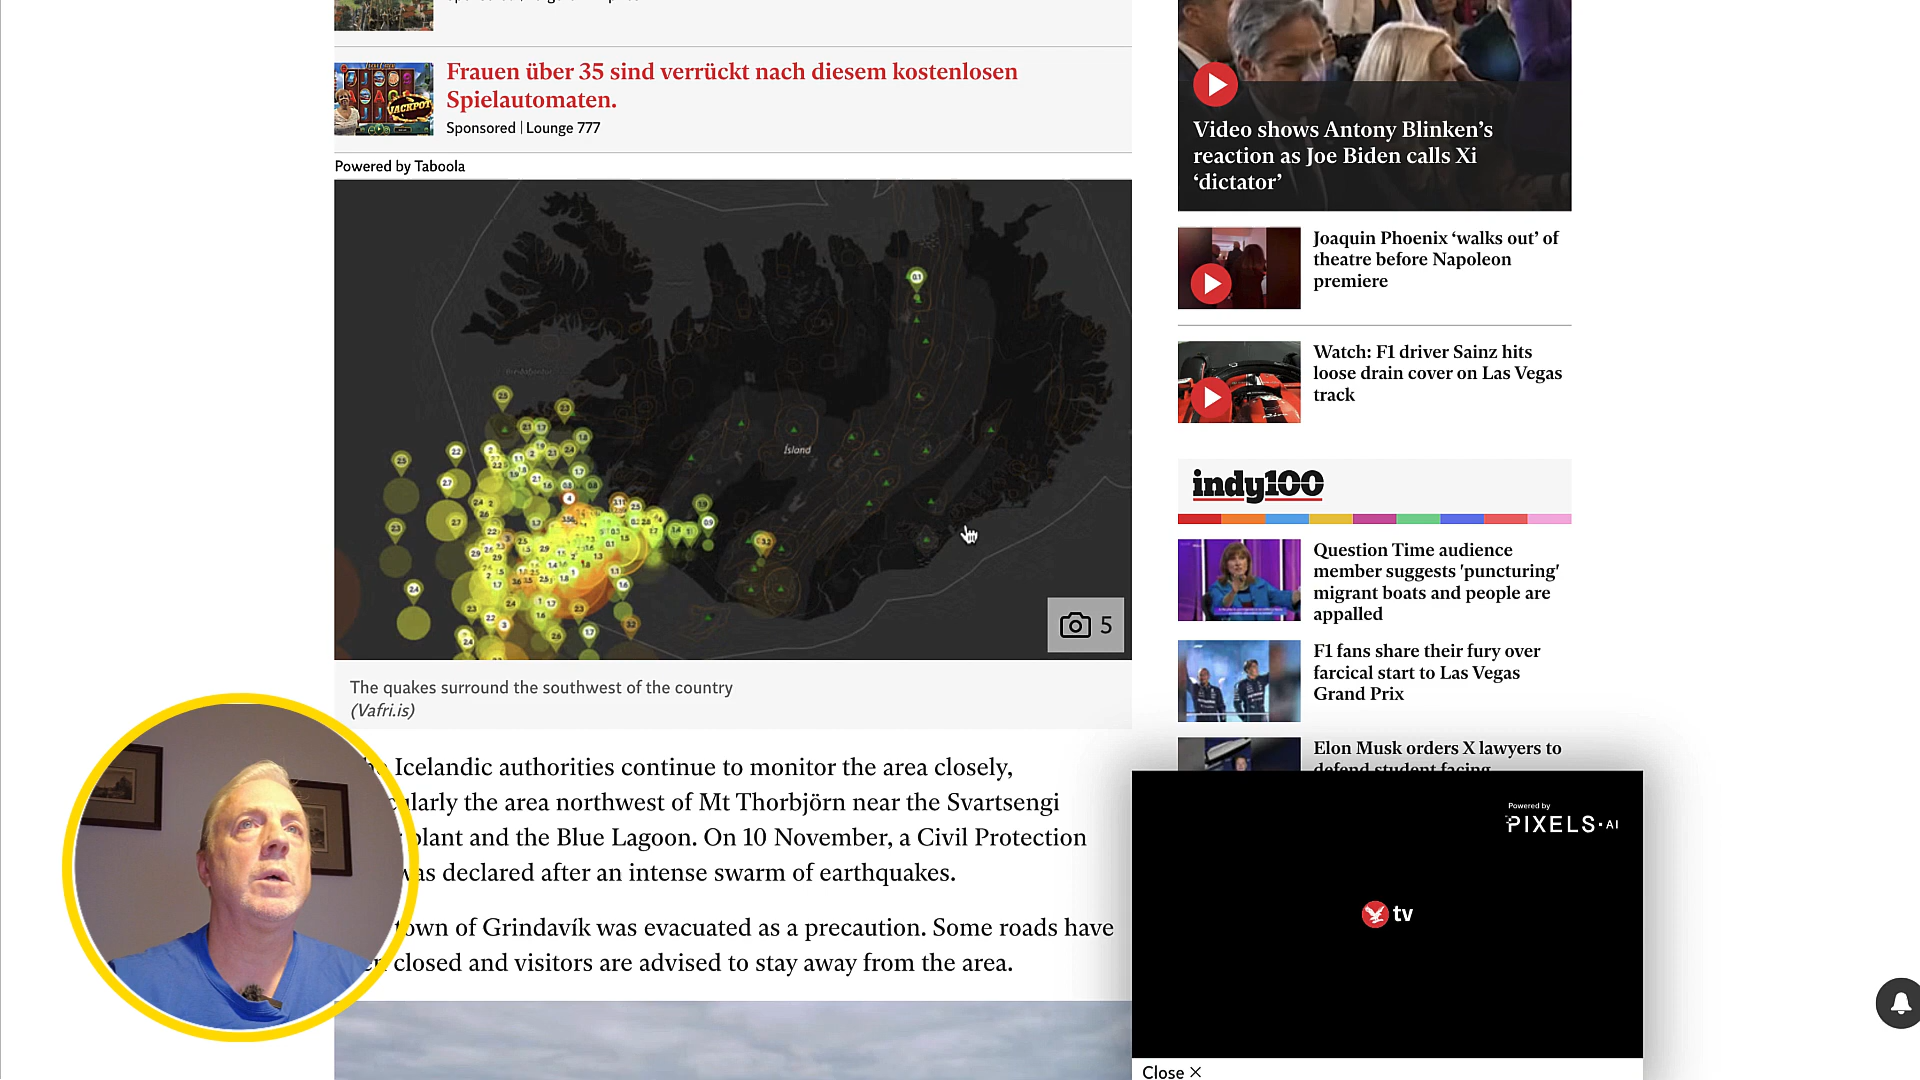 Frauen über 35 sind verrückt nach diesem kostenlosen
Spielautomaten.
Sponsored | Lounge 777
JACKPOT
Powered by Taboola
Ísland
5
The quakes surround the southwest of the country
(Vafri.is)
Icelandic authorities continue to monitor the area closely,
the area northwest of Mt Thorbjörn near the Svartsengi
plant and the Blue Lagoon. On 10 November, a Civil Protection
was declared after an intense swarm of earthquakes.
town of Grindavík was evacuated as a precaution. Some roads have
closed and visitors are advised to stay away from the area.
Video shows Antony Blinken’s
reaction as Joe Biden calls Xi
‘dictator’
Joaquin Phoenix ‘walks out’ of
theatre before Napoleon
premiere
Watch: F1 driver Sainz hits
loose drain cover on Las Vegas
track
indy100
Question Time audience
member suggests 'puncturing'
migrant boats and people are
appalled
F1 fans share their fury over
farcical start to Las Vegas
Grand Prix
Elon Musk orders X lawyers to
defend student facing
Powered by
PIXELS.AI
tv
Close ×